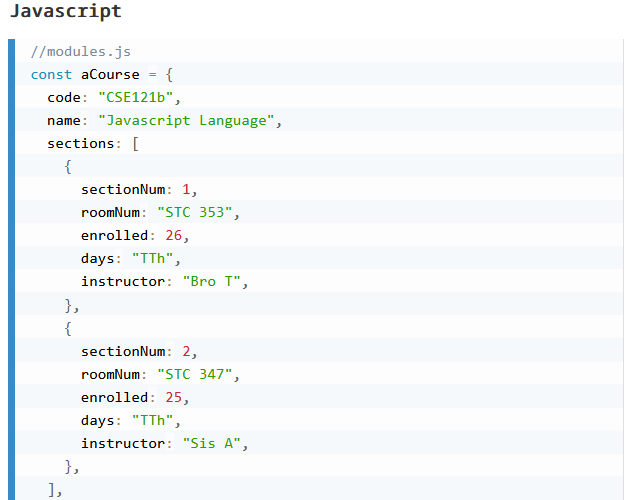 Javascript
//modules.js
const aCourse = {
  code: "CSE121b",
  name: "Javascript Language",
  sections: [
    {
      sectionNum: 1,
      roomNum: "STC 353",
      enrolled: 26,
      days: "TTh",
      instructor: "Bro T",
    },
    {
      sectionNum: 2,
      roomNum: "STC 347",
      enrolled: 25,
      days: "TTh",
      instructor: "Sis A",
    },
  ],